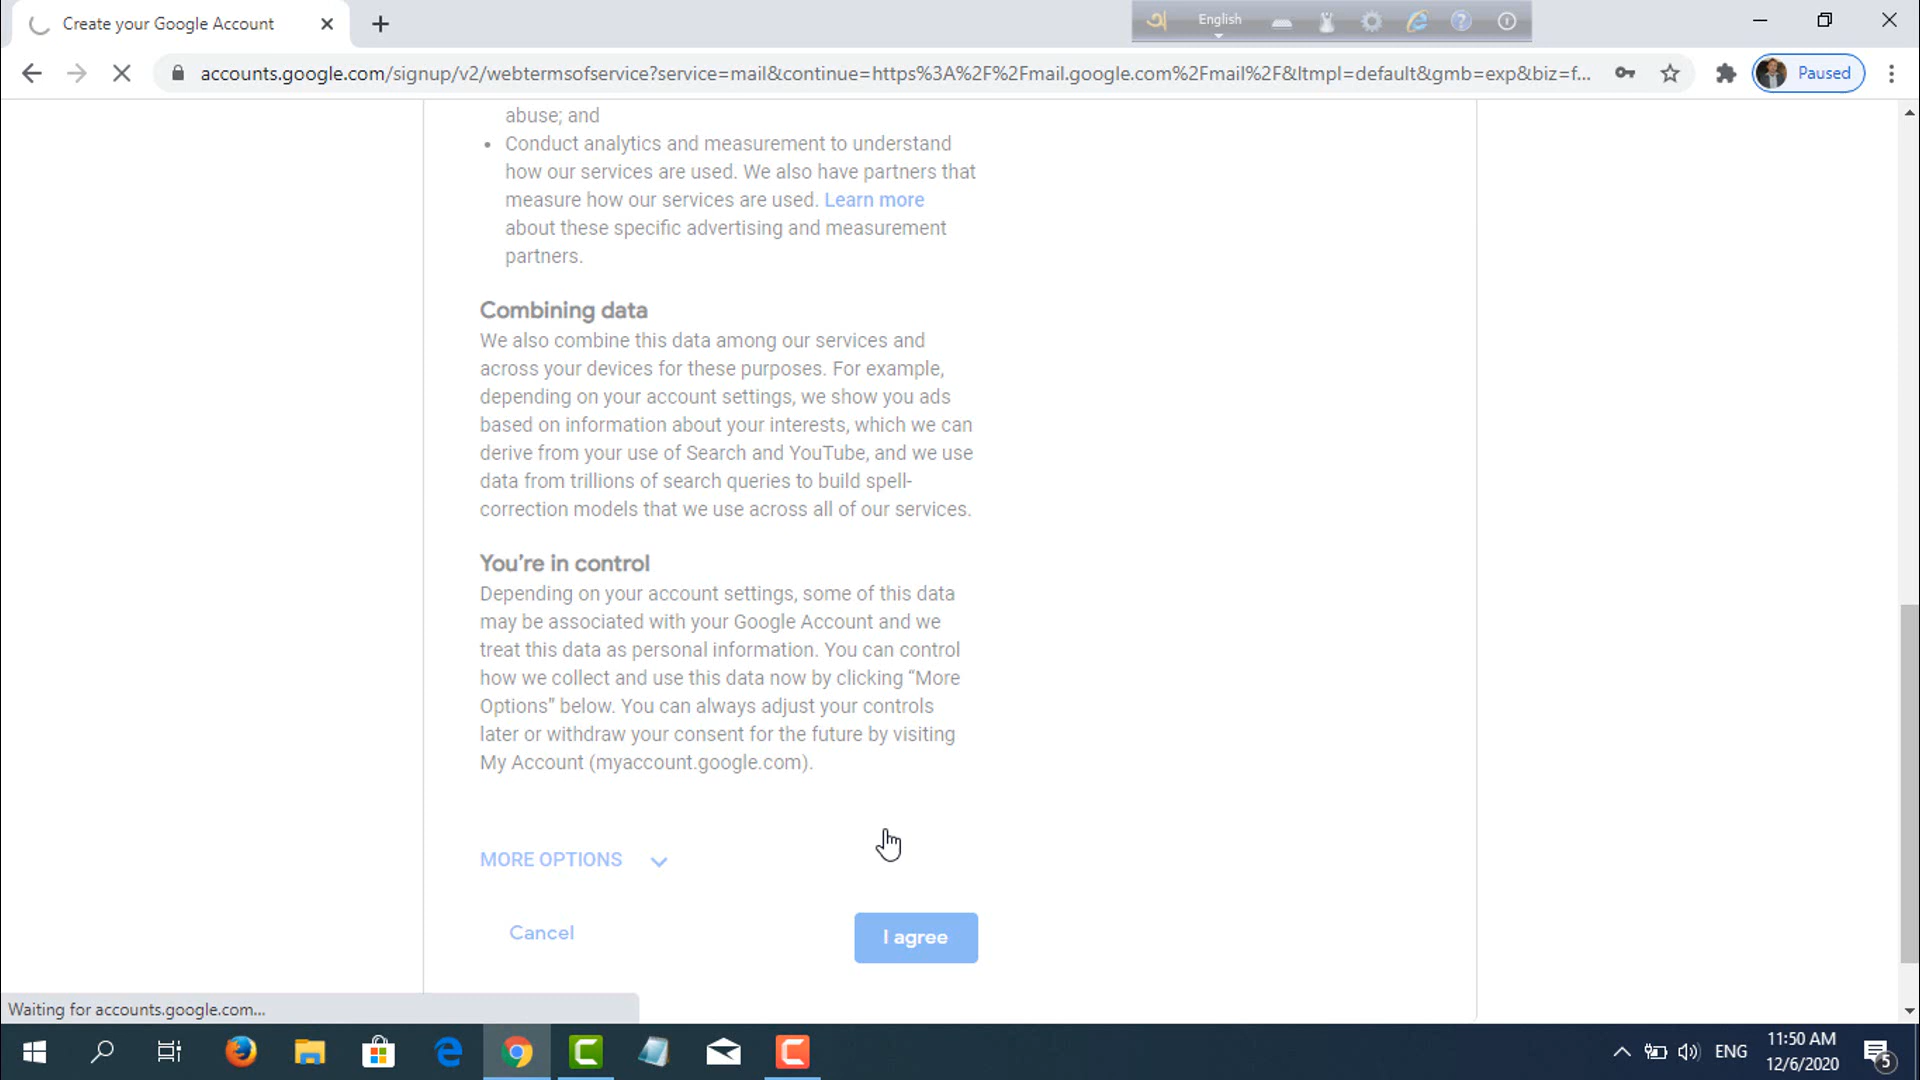 Create your Google Account
English
accounts.google.com/signup/v2/webtermsofservice?service=mail&continue=https%3A%2F%2Fmail.google.com%2Fmail%2F&ltmpl=default&gmb=exp&biz=f...
Paused
abuse; and
• Conduct analytics and measurement to understand
how our services are used. We also have partners that
measure how our services are used. Learn more
about these specific advertising and measurement
partners.
Combining data
We also combine this data among our services and
across your devices for these purposes. For example,
depending on your account settings, we show you ads
based on information about your interests, which we can
derive from your use of Search and YouTube, and we use
data from trillions of search queries to build spell-
correction models that we use across all of our services.
You’re in control
Depending on your account settings, some of this data
may be associated with your Google Account and we
treat this data as personal information. You can control
how we collect and use this data now by clicking “More
Options” below. You can always adjust your controls
later or withdraw your consent for the future by visiting
My Account (myaccount.google.com).
MORE OPTIONS
Cancel
I agree
Waiting for accounts.google.com...
ENG
11:50 AM
12/6/2020
5